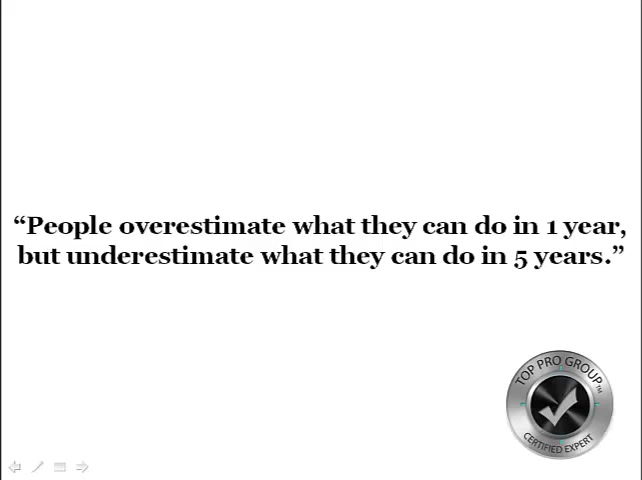 “People overestimate what they can do in 1 year,
but underestimate what they can do in 5 years.”
TOP PRO GROUP™
CERTIFIED EXPERT